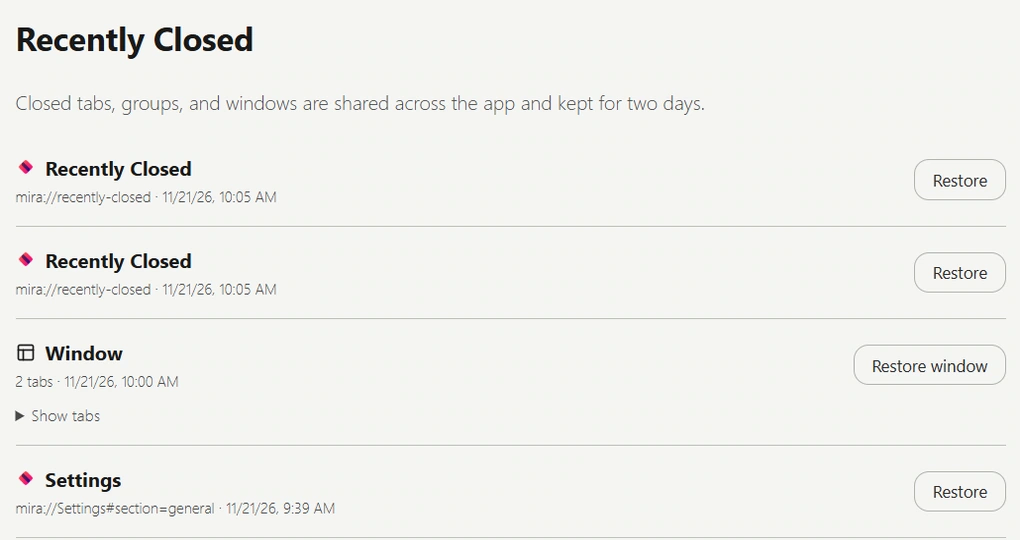 Recently Closed
Closed tabs, groups, and windows are shared across the app and kept for two days.
Recently Closed
mira://recently-closed · 11/21/26, 10:05 AM
Restore
Recently Closed
mira://recently-closed · 11/21/26, 10:05 AM
Restore
Window
2 tabs · 11/21/26, 10:00 AM
Restore window
Show tabs
Settings
mira://Settings#section=general · 11/21/26, 9:39 AM
Restore